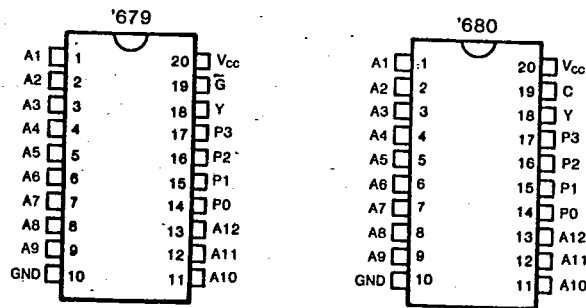 '679
A1 1 20 VCC
A2 2 19 G̅
A3 3 18 Y
A4 4 17 P3
A5 5 16 P2
A6 6 15 P1
A7 7 14 P0
A8 8 13 A12
A9 9 12 A11
GND 10 11 A10
'680
A1 1 20 VCC
A2 2 19 C
A3 3 18 Y
A4 4 17 P3
A5 5 16 P2
A6 6 15 P1
A7 7 14 P0
A8 8 13 A12
A9 9 12 A11
GND 10 11 A10